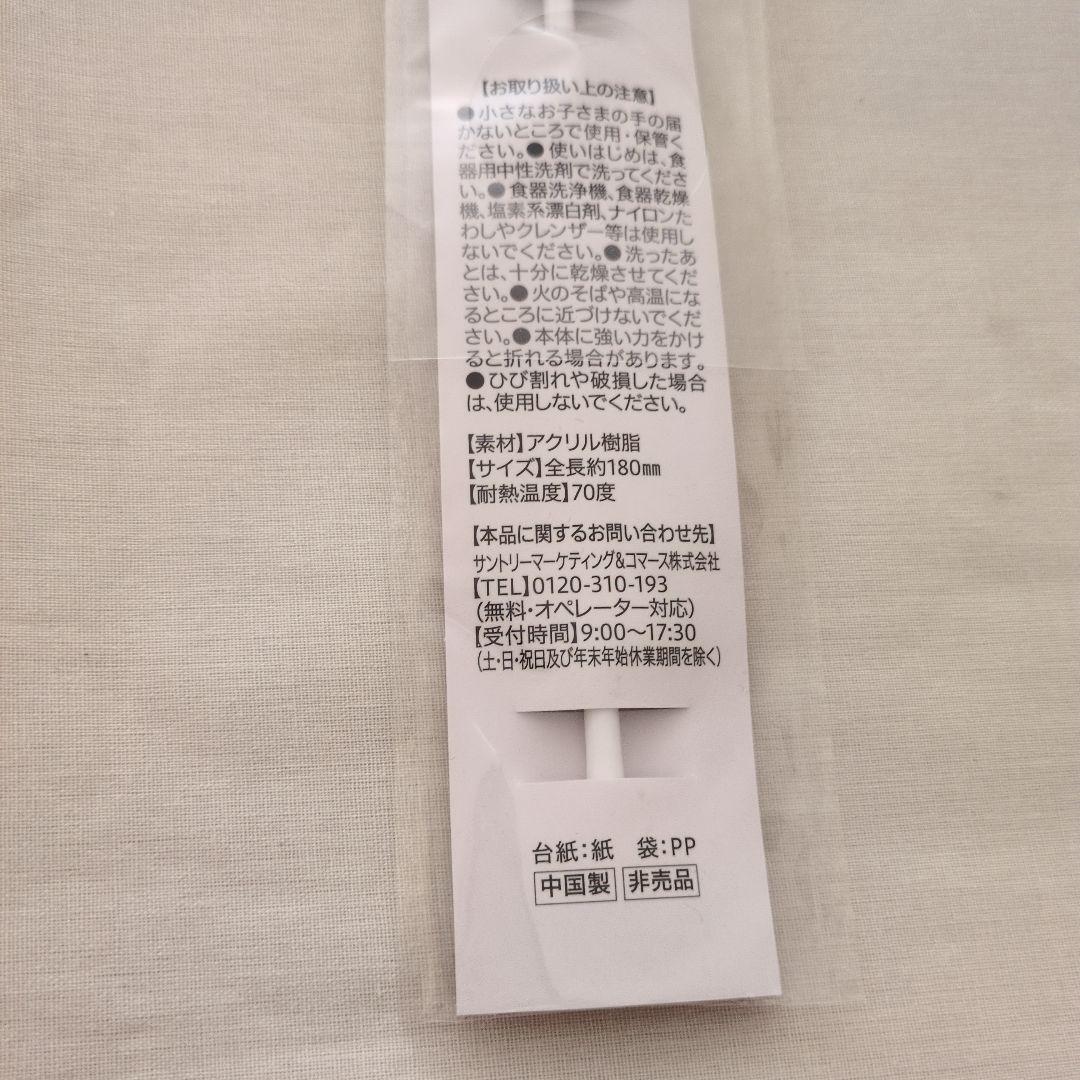 【お取り扱い上の注意】
●小さなお子さまの手の届
かないところで使用・保管く
ださい。●使いはじめは、食
器用中性洗剤で洗ってくださ
い。●食器洗浄機、食器乾燥
機、塩素系漂白剤、ナイロンた
わしやクレンザー等は使用し
ないでください。●洗ったあ
とは、十分に乾燥させてくだ
さい。●火のそばや高温にな
るところに近づけないでくだ
さい。●本体に強い力をかけ
ると折れる場合があります。
●ひび割れや破損した場合
は、使用しないでください。
【素材】アクリル樹脂
【サイズ】全長約180㎜
【耐熱温度】70度
【本品に関するお問い合わせ先】
サントリーマーケティング&コマース株式会社
【TEL】0120-310-193
(無料・オペレーター対応)
【受付時間】9:00〜17:30
(土・日・祝日及び年末年始休業期間を除く)
台紙：紙　袋：PP
中国製 非売品